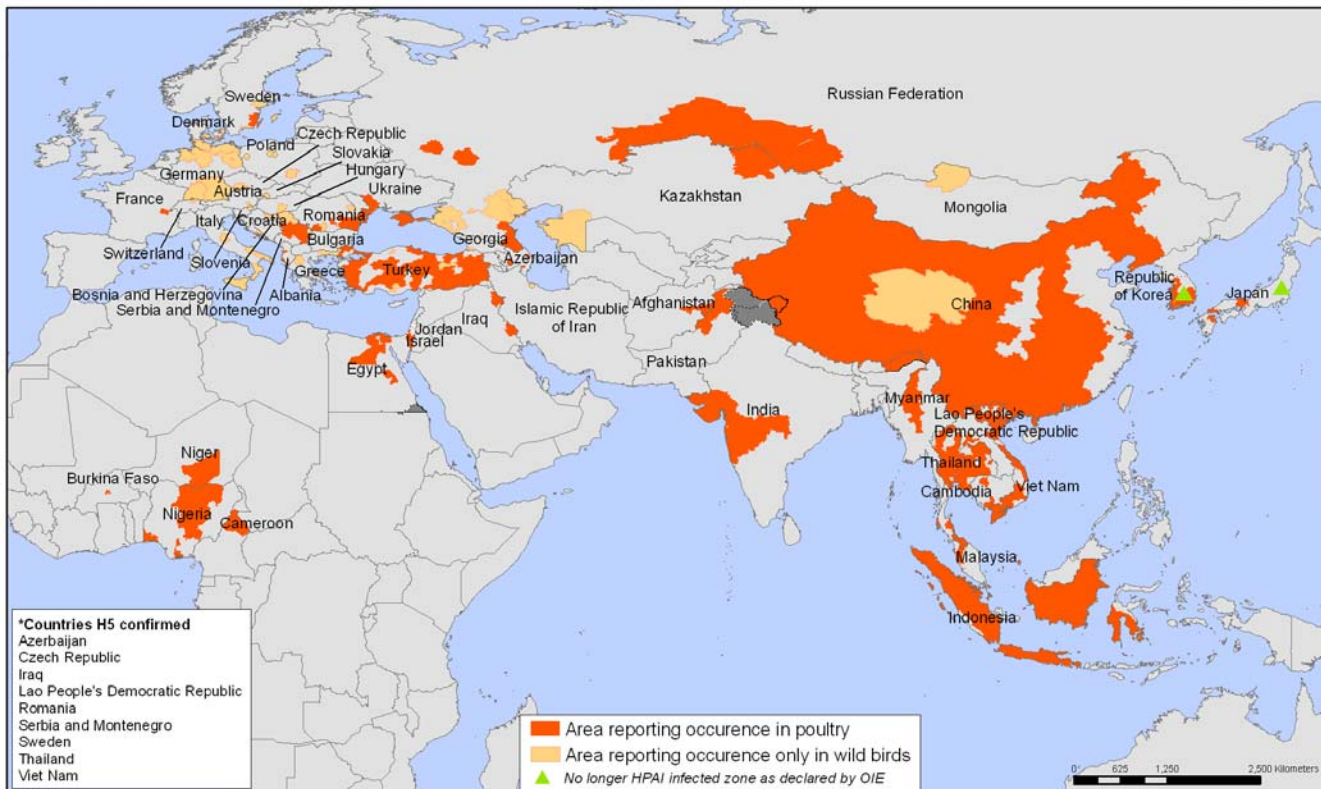 Sweden
Russian Federation
Denmark
Czech Republic
Poland
Slovakia
Germany
Hungary
Austria
Ukraine
France
Kazakhstan
Mongolia
Italy
Croatia
Romania
Switzerland
Bulgaria
Georgia
Slovenia
Azerbaijan
Greece
Turkey
Bosnia and Herzegovina
Albania
Serbia and Montenegro
Republic
of Korea
Japan
China
Afghanistan
Islamic Republic
of Iran
Iraq
Jordan
Israel
Pakistan
Egypt
India
Myanmar
Lao People's
Democratic Republic
Niger
Thailand
Burkina Faso
Cambodia
Viet Nam
Nigeria
Cameroon
Malaysia
Indonesia
*Countries H5 confirmed
Azerbaijan
Czech Republic
Iraq
Lao People's Democratic Republic
Romania
Serbia and Montenegro
Sweden
Thailand
Viet Nam
Area reporting occurence in poultry
Area reporting occurence only in wild birds
No longer HPAI infected zone as declared by OIE
0 625 1,250 2,500 Kilometers